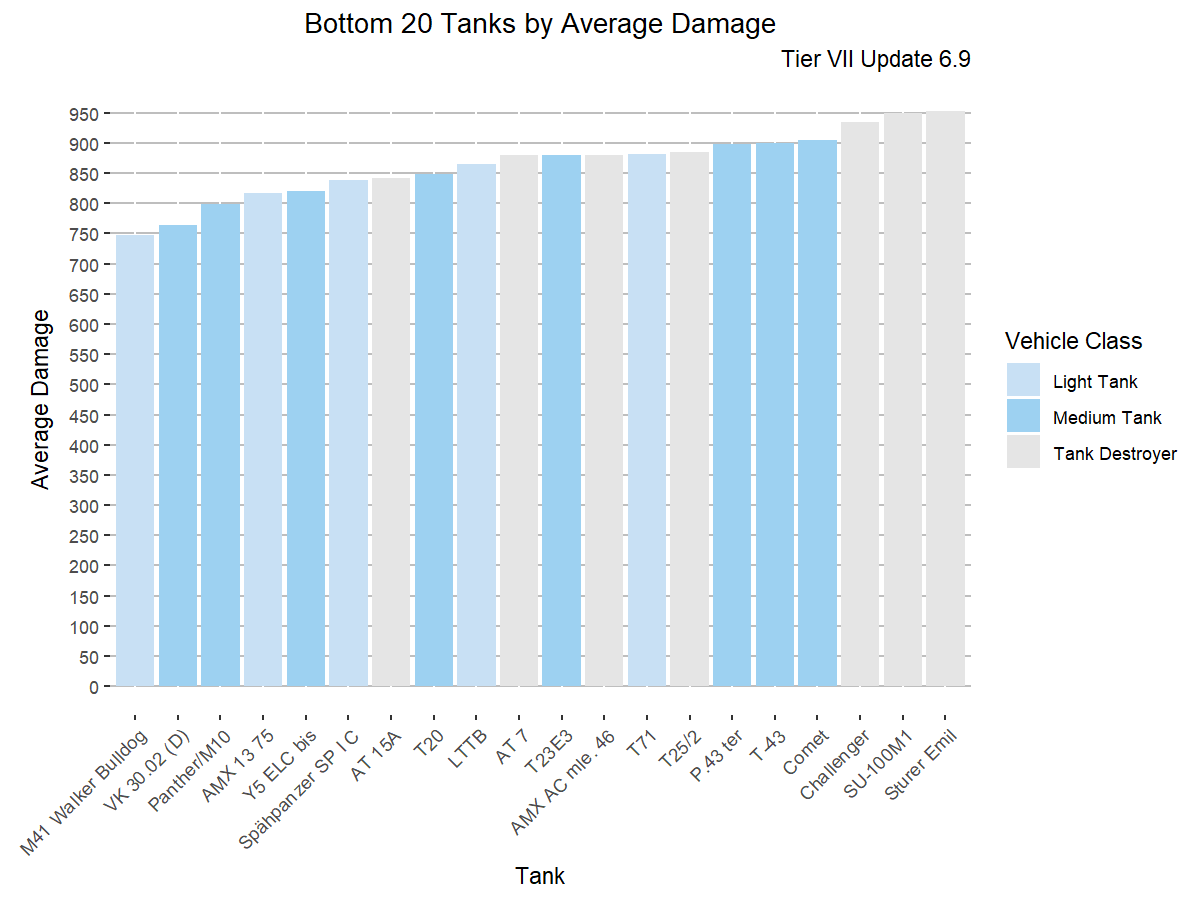 Bottom 20 Tanks by Average Damage
Tier VII Update 6.9
Average Damage
950
900
850
800
750
700
650
600
550
500
450
400
350
300
250
200
150
100
50
0
M41 Walker Bulldog
VK 30.02 (D)
Panther/M10
AMX 13 75
Y5 ELC bis
Spähpanzer SP I C
AT 15A
T20
LTTB
AT 7
T23E3
AMX AC mle. 46
T71
T25/2
P.43 ter
T-43
Comet
Challenger
SU-100M1
Sturer Emil
Tank
Vehicle Class
Light Tank
Medium Tank
Tank Destroyer